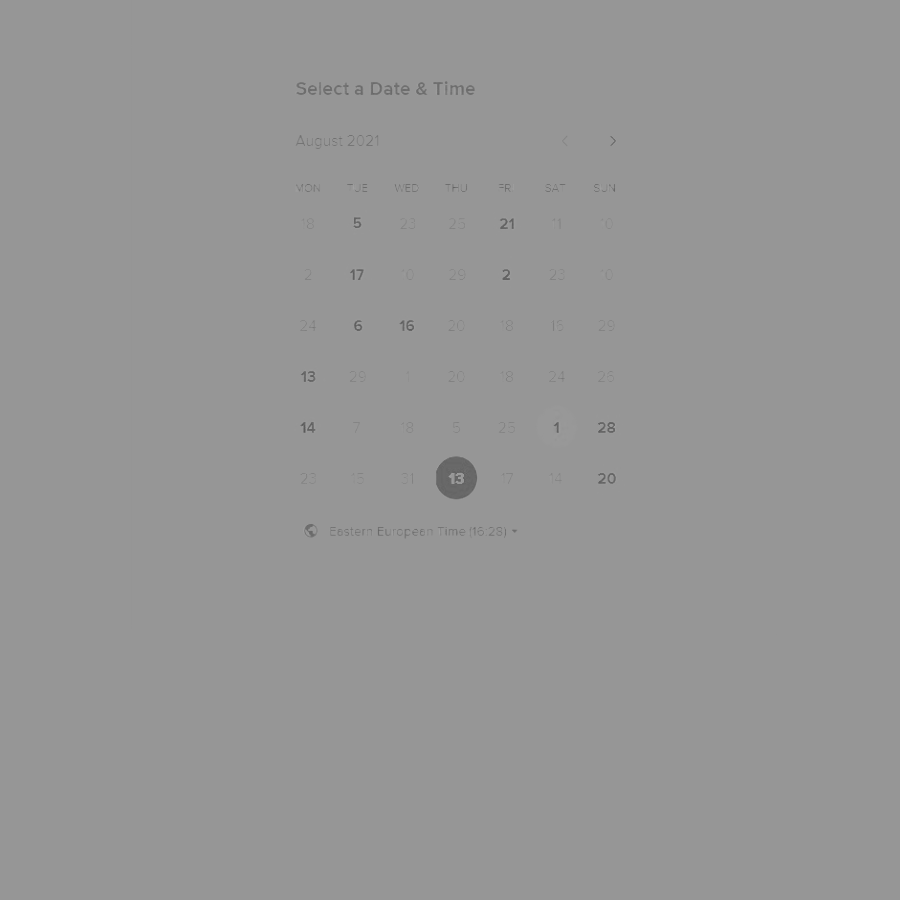 Select a Date & Time
August 2021
MON TUE WED THU FRI SAT SUN
18 5 23 25 21 11 10
2 17 10 29 2 23 10
24 6 16 20 18 15 29
13 29 1 20 18 24 26
14 7 18 5 25 1 28
23 15 31 13 17 14 20
Eastern European Time (16:28)